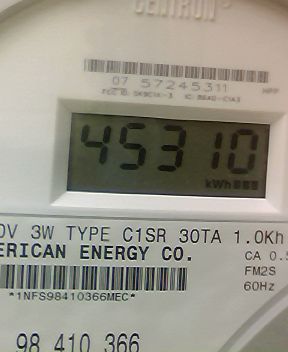 CENTRON
07 57245311
45310
kWh
0V 3W TYPE C1SR 30TA 1.0Kh
ERICAN ENERGY CO.
CA 0.5
FM2S
*1NFS98410366MEC*
60Hz
98 410 366